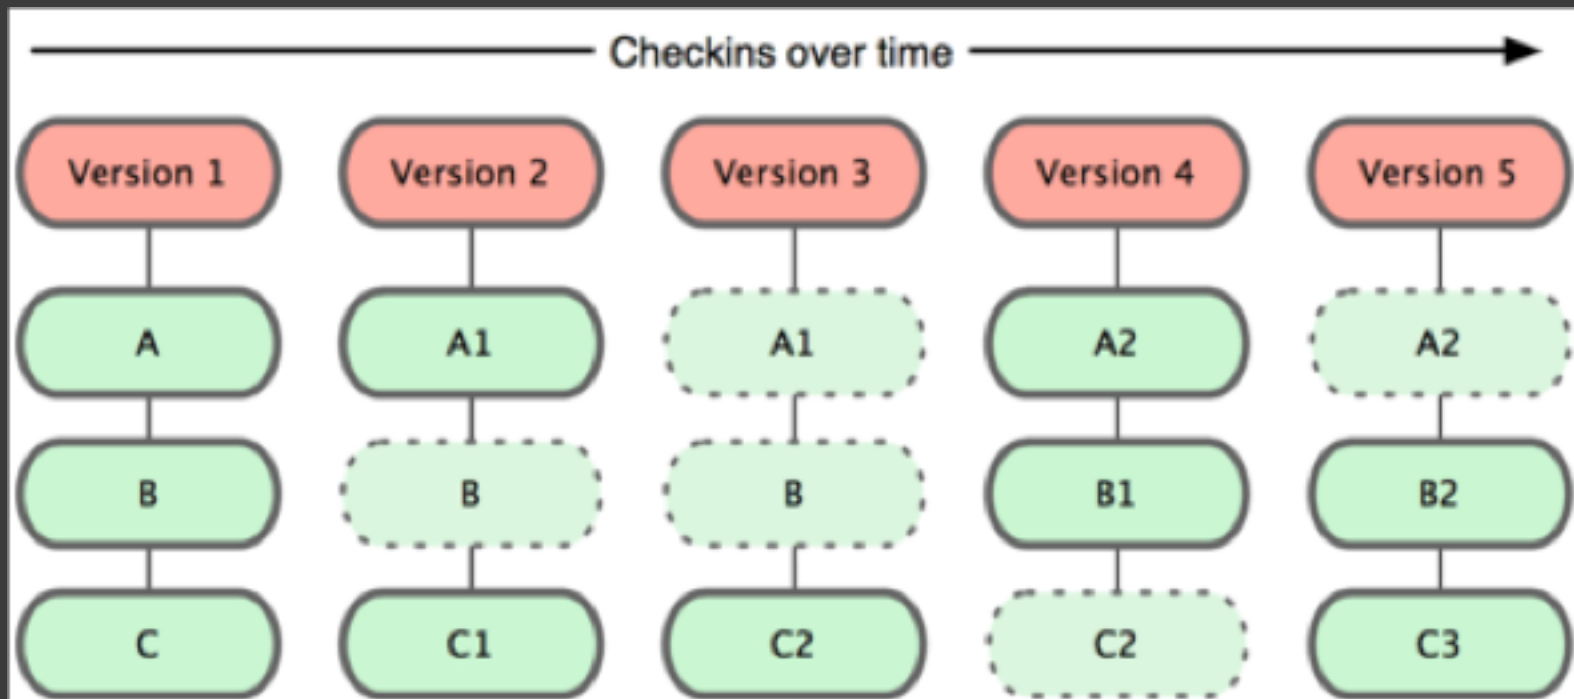 Checkins over time
Version 1 Version 2 Version 3 Version 4 Version 5
A A1 A1 A2 A2
B B B B1 B2
C C1 C2 C2 C3